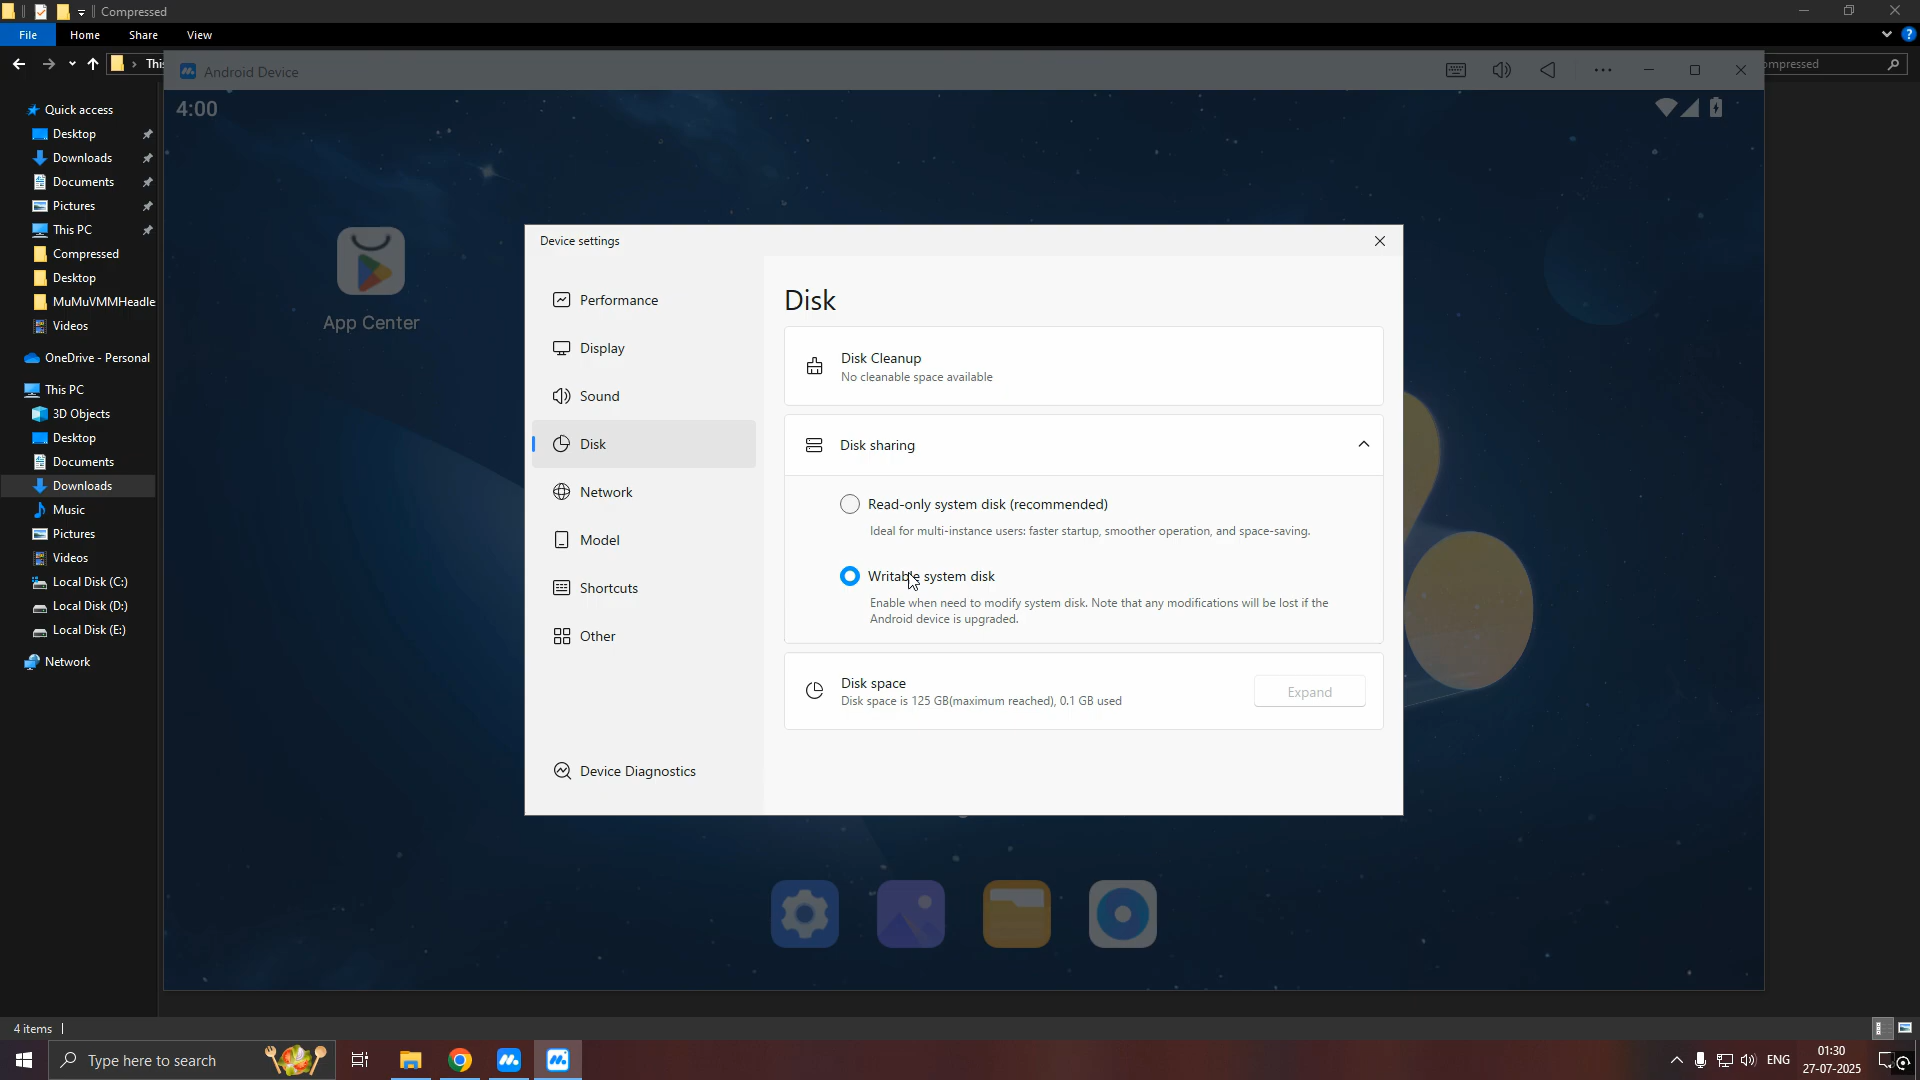 Compressed
File Home Share View
This
ompressed
Android Device
4:00
Quick access
Desktop
Downloads
Documents
Pictures
This PC
Compressed
Desktop
MuMuVMMHeadle
Videos
OneDrive - Personal
This PC
3D Objects
Desktop
Documents
Downloads
Music
Pictures
Videos
Local Disk (C:)
Local Disk (D:)
Local Disk (E:)
Network
App Center
Device settings
Performance
Display
Sound
Disk
Network
Model
Shortcuts
Other
Device Diagnostics
Disk
Disk Cleanup
No cleanable space available
Disk sharing
Read-only system disk (recommended)
Ideal for multi-instance users: faster startup, smoother operation, and space-saving.
Writable system disk
Enable when need to modify system disk. Note that any modifications will be lost if the
Android device is upgraded.
Disk space
Disk space is 125 GB(maximum reached), 0.1 GB used
Expand
4 items
Type here to search
ENG
01:30
27-07-2025